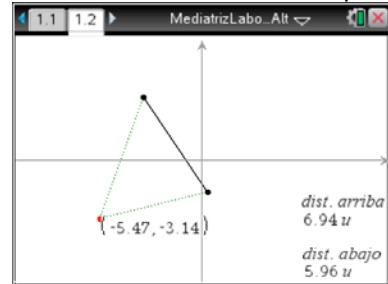 1.1 1.2 MediatrizLabo…Alt
(-5.47,-3.14)
dist. arriba
6.94 u
dist. abajo
5.96 u